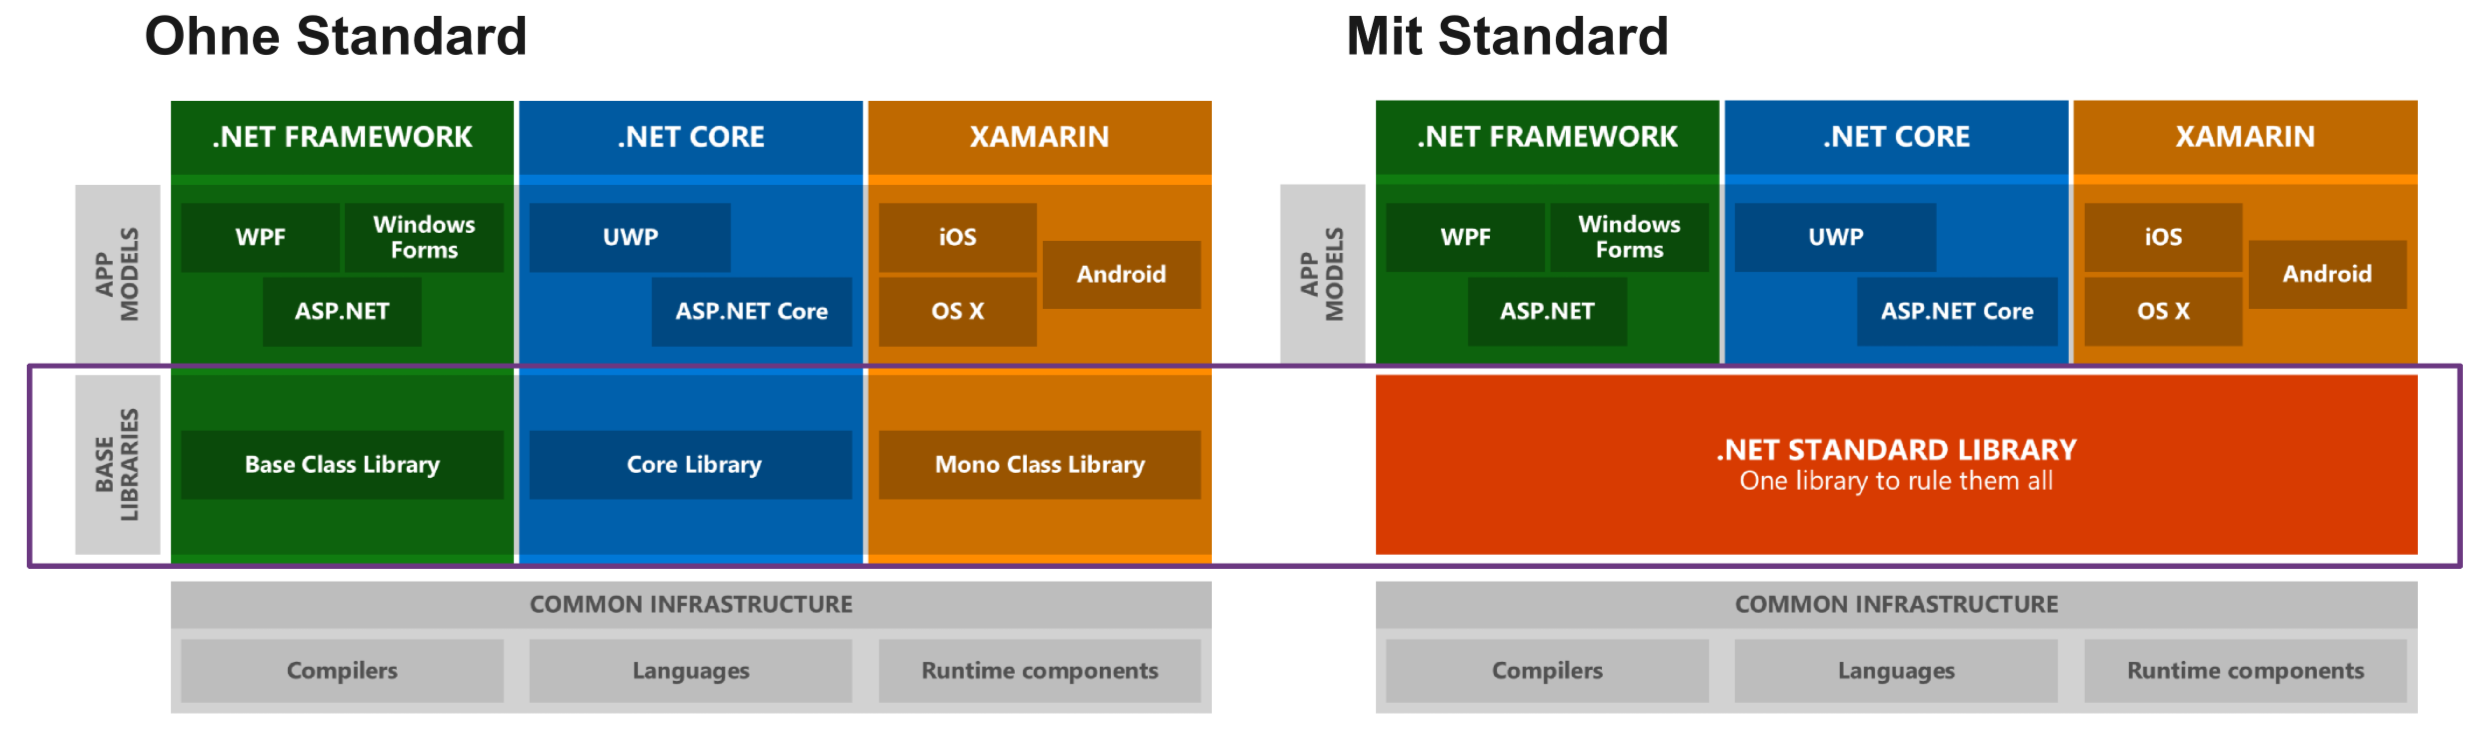 Ohne Standard
.NET FRAMEWORK
.NET CORE
XAMARIN
APP
MODELS
WPF
Windows
Forms
ASP.NET
UWP
ASP.NET Core
iOS
Android
OS X
BASE
LIBRARIES
Base Class Library
Core Library
Mono Class Library
COMMON INFRASTRUCTURE
Compilers
Languages
Runtime components
Mit Standard
.NET FRAMEWORK
.NET CORE
XAMARIN
APP
MODELS
WPF
Windows
Forms
ASP.NET
UWP
ASP.NET Core
iOS
Android
OS X
.NET STANDARD LIBRARY
One library to rule them all
COMMON INFRASTRUCTURE
Compilers
Languages
Runtime components